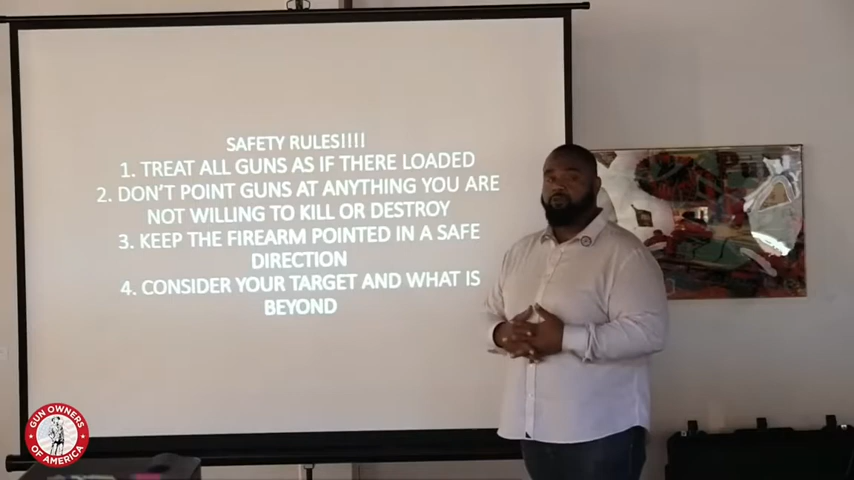 SAFETY RULES!!!!
1. TREAT ALL GUNS AS IF THERE LOADED
2. DON'T POINT GUNS AT ANYTHING YOU ARE
NOT WILLING TO KILL OR DESTROY
3. KEEP THE FIREARM POINTED IN A SAFE
DIRECTION
4. CONSIDER YOUR TARGET AND WHAT IS
BEYOND
GUN OWNERS
OF AMERICA